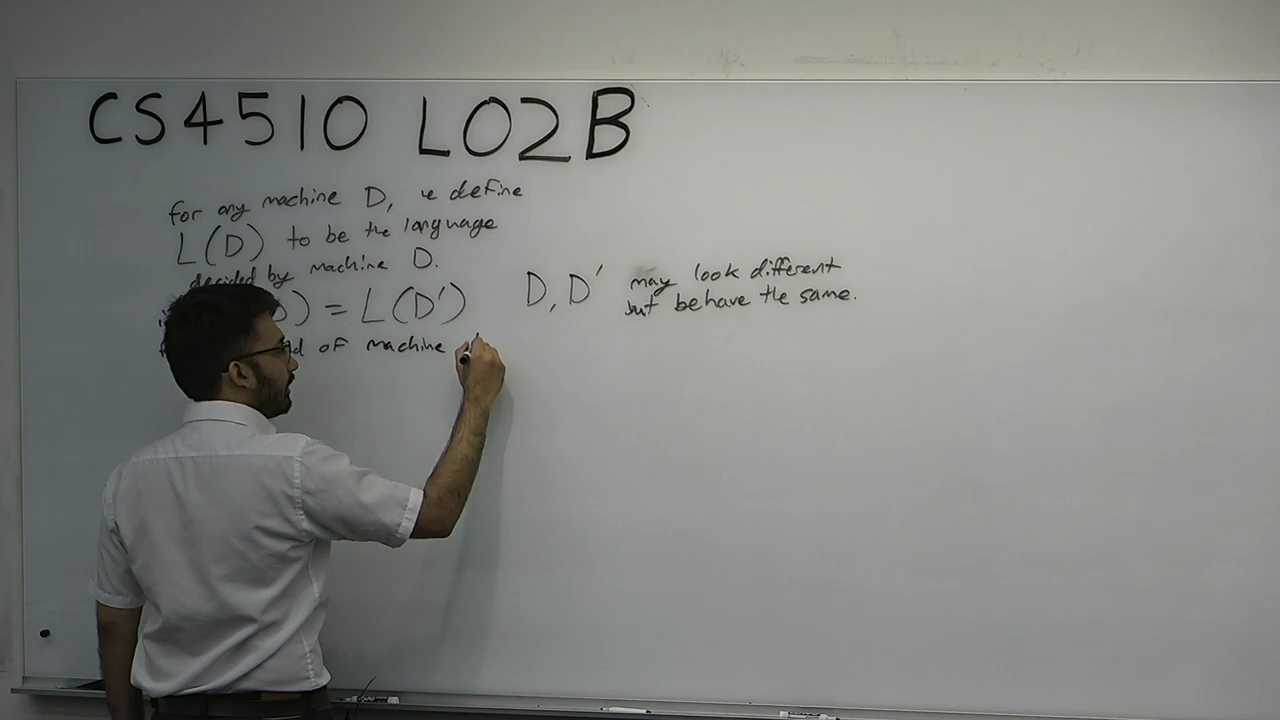 CS4510 L02B
for any machine D, we define
L(D) to be the language
decided by machine D.
D) = L(D')
D, D' may look different
but behave the same.
of machine